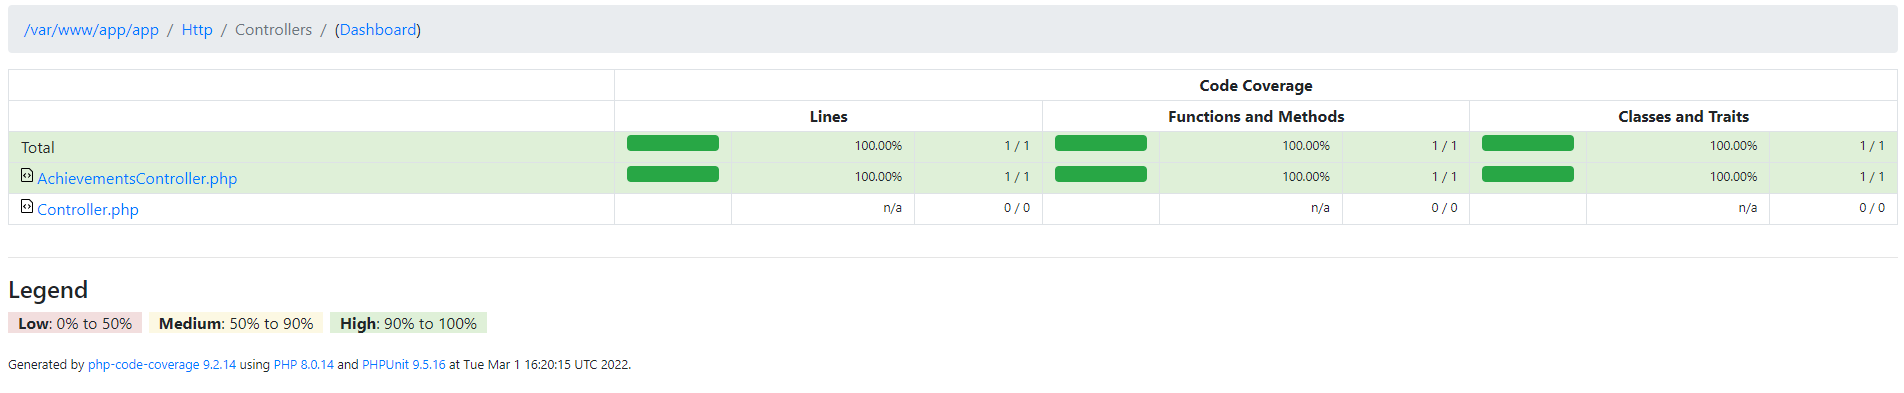 /var/www/app/app / Http / Controllers / (Dashboard)
Code Coverage
Lines Functions and Methods Classes and Traits
Total 100.00% 1 / 1 100.00% 1 / 1 100.00% 1 / 1
AchievementsController.php 100.00% 1 / 1 100.00% 1 / 1 100.00% 1 / 1
Controller.php n/a 0 / 0 n/a 0 / 0 n/a 0 / 0
Legend
Low: 0% to 50% Medium: 50% to 90% High: 90% to 100%
Generated by php-code-coverage 9.2.14 using PHP 8.0.14 and PHPUnit 9.5.16 at Tue Mar 1 16:20:15 UTC 2022.